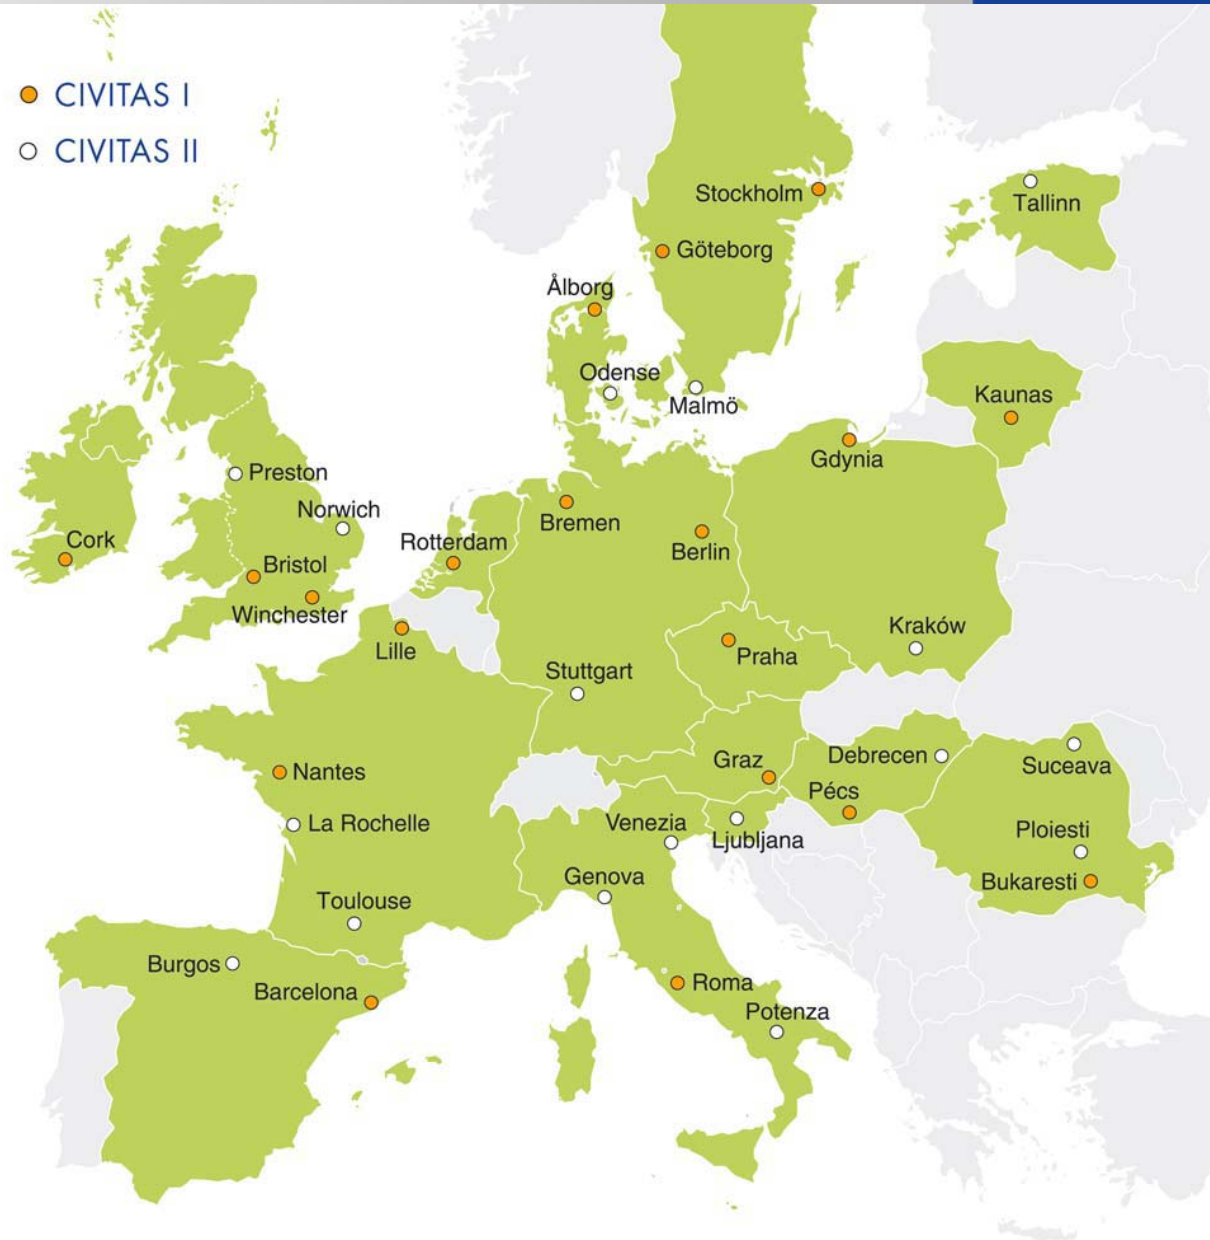 CIVITAS I
CIVITAS II
Stockholm
Tallinn
Göteborg
Ålborg
Odense
Malmö
Kaunas
Gdynia
Preston
Norwich
Bremen
Cork
Rotterdam
Berlin
Bristol
Winchester
Lille
Kraków
Praha
Stuttgart
Graz
Debrecen
Suceava
Nantes
Pécs
La Rochelle
Venezia
Ljubljana
Ploiesti
Genova
Bukaresti
Toulouse
Burgos
Barcelona
Roma
Potenza